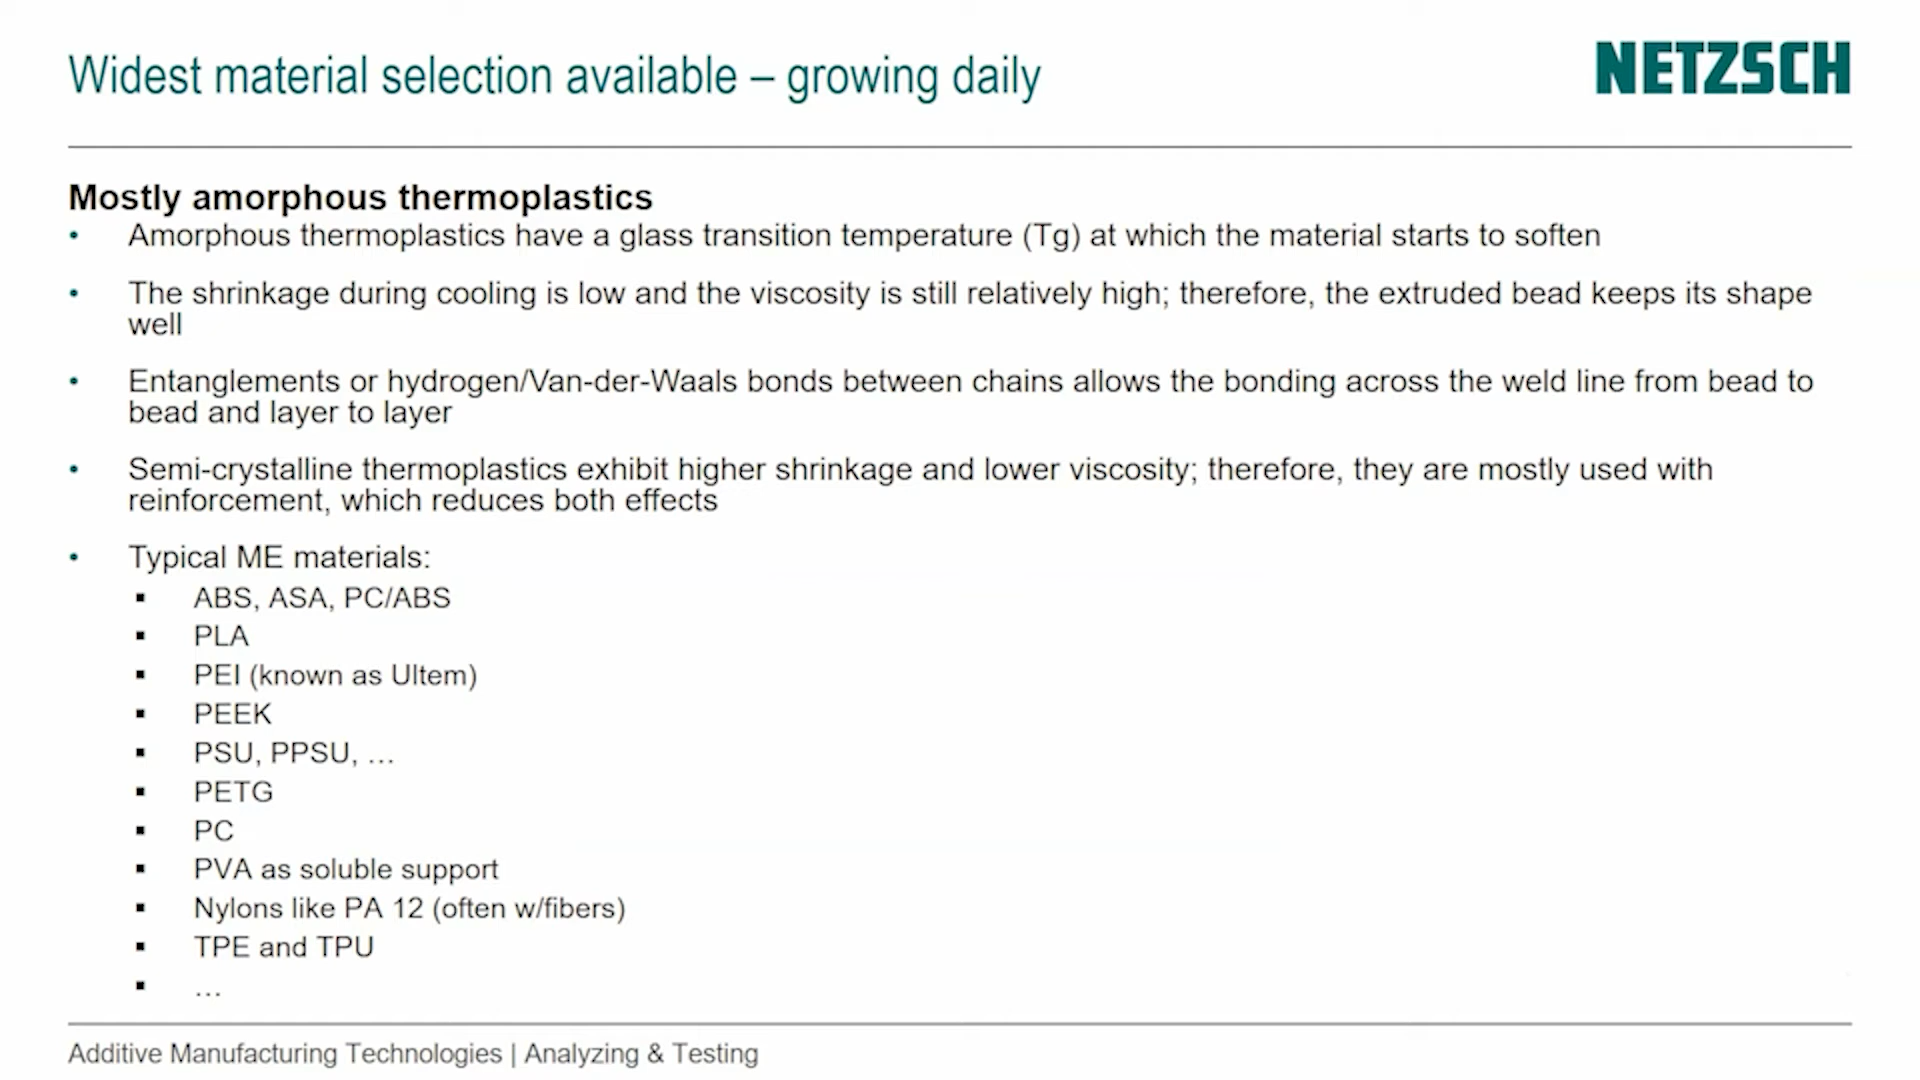 Widest material selection available – growing daily
NETZSCH
Mostly amorphous thermoplastics
• Amorphous thermoplastics have a glass transition temperature (Tg) at which the material starts to soften
• The shrinkage during cooling is low and the viscosity is still relatively high; therefore, the extruded bead keeps its shape
well
• Entanglements or hydrogen/Van-der-Waals bonds between chains allows the bonding across the weld line from bead to
bead and layer to layer
• Semi-crystalline thermoplastics exhibit higher shrinkage and lower viscosity; therefore, they are mostly used with
reinforcement, which reduces both effects
• Typical ME materials:
▪ ABS, ASA, PC/ABS
▪ PLA
▪ PEI (known as Ultem)
▪ PEEK
▪ PSU, PPSU, …
▪ PETG
▪ PC
▪ PVA as soluble support
▪ Nylons like PA 12 (often w/fibers)
▪ TPE and TPU
▪ …
Additive Manufacturing Technologies | Analyzing & Testing